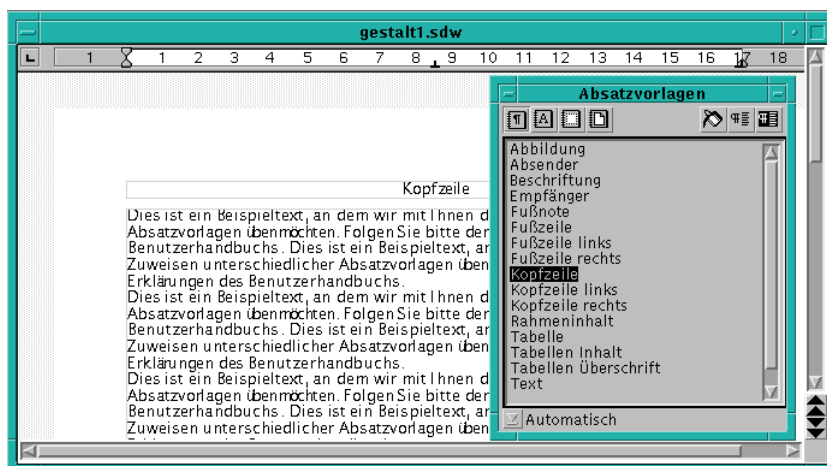 gestalt1.sdw
1 1 2 3 4 5 6 7 8 9 10 11 12 13 14 15 16 17 18
Kopfzeile
Dies ist ein Beispieltext, an dem wir mit Ihnen d
Absatzvorlagen übenmöchten. Folgen Sie bitte der
Benutzerhandbuchs. Dies ist ein Beispieltext, an
Zuweisen unterschiedlicher Absatzvorlagen üben
Erklärungen des Benutzerhandbuchs.
Dies ist ein Beispieltext, an dem wir mit Ihnen d
Absatzvorlagen übenmöchten. Folgen Sie bitte der
Benutzerhandbuchs. Dies ist ein Beispieltext, an
Zuweisen unterschiedlicher Absatzvorlagen üben
Erklärungen des Benutzerhandbuchs.
Dies ist ein Beispieltext, an dem wir mit Ihnen d
Absatzvorlagen übenmöchten. Folgen Sie bitte der
Benutzerhandbuchs. Dies ist ein Beispieltext, an
Zuweisen unterschiedlicher Absatzvorlagen üben
Absatzvorlagen
Abbildung
Absender
Beschriftung
Empfänger
Fußnote
Fußzeile
Fußzeile links
Fußzeile rechts
Kopfzeile
Kopfzeile links
Kopfzeile rechts
Rahmeninhalt
Tabelle
Tabellen Inhalt
Tabellen Überschrift
Text
Automatisch